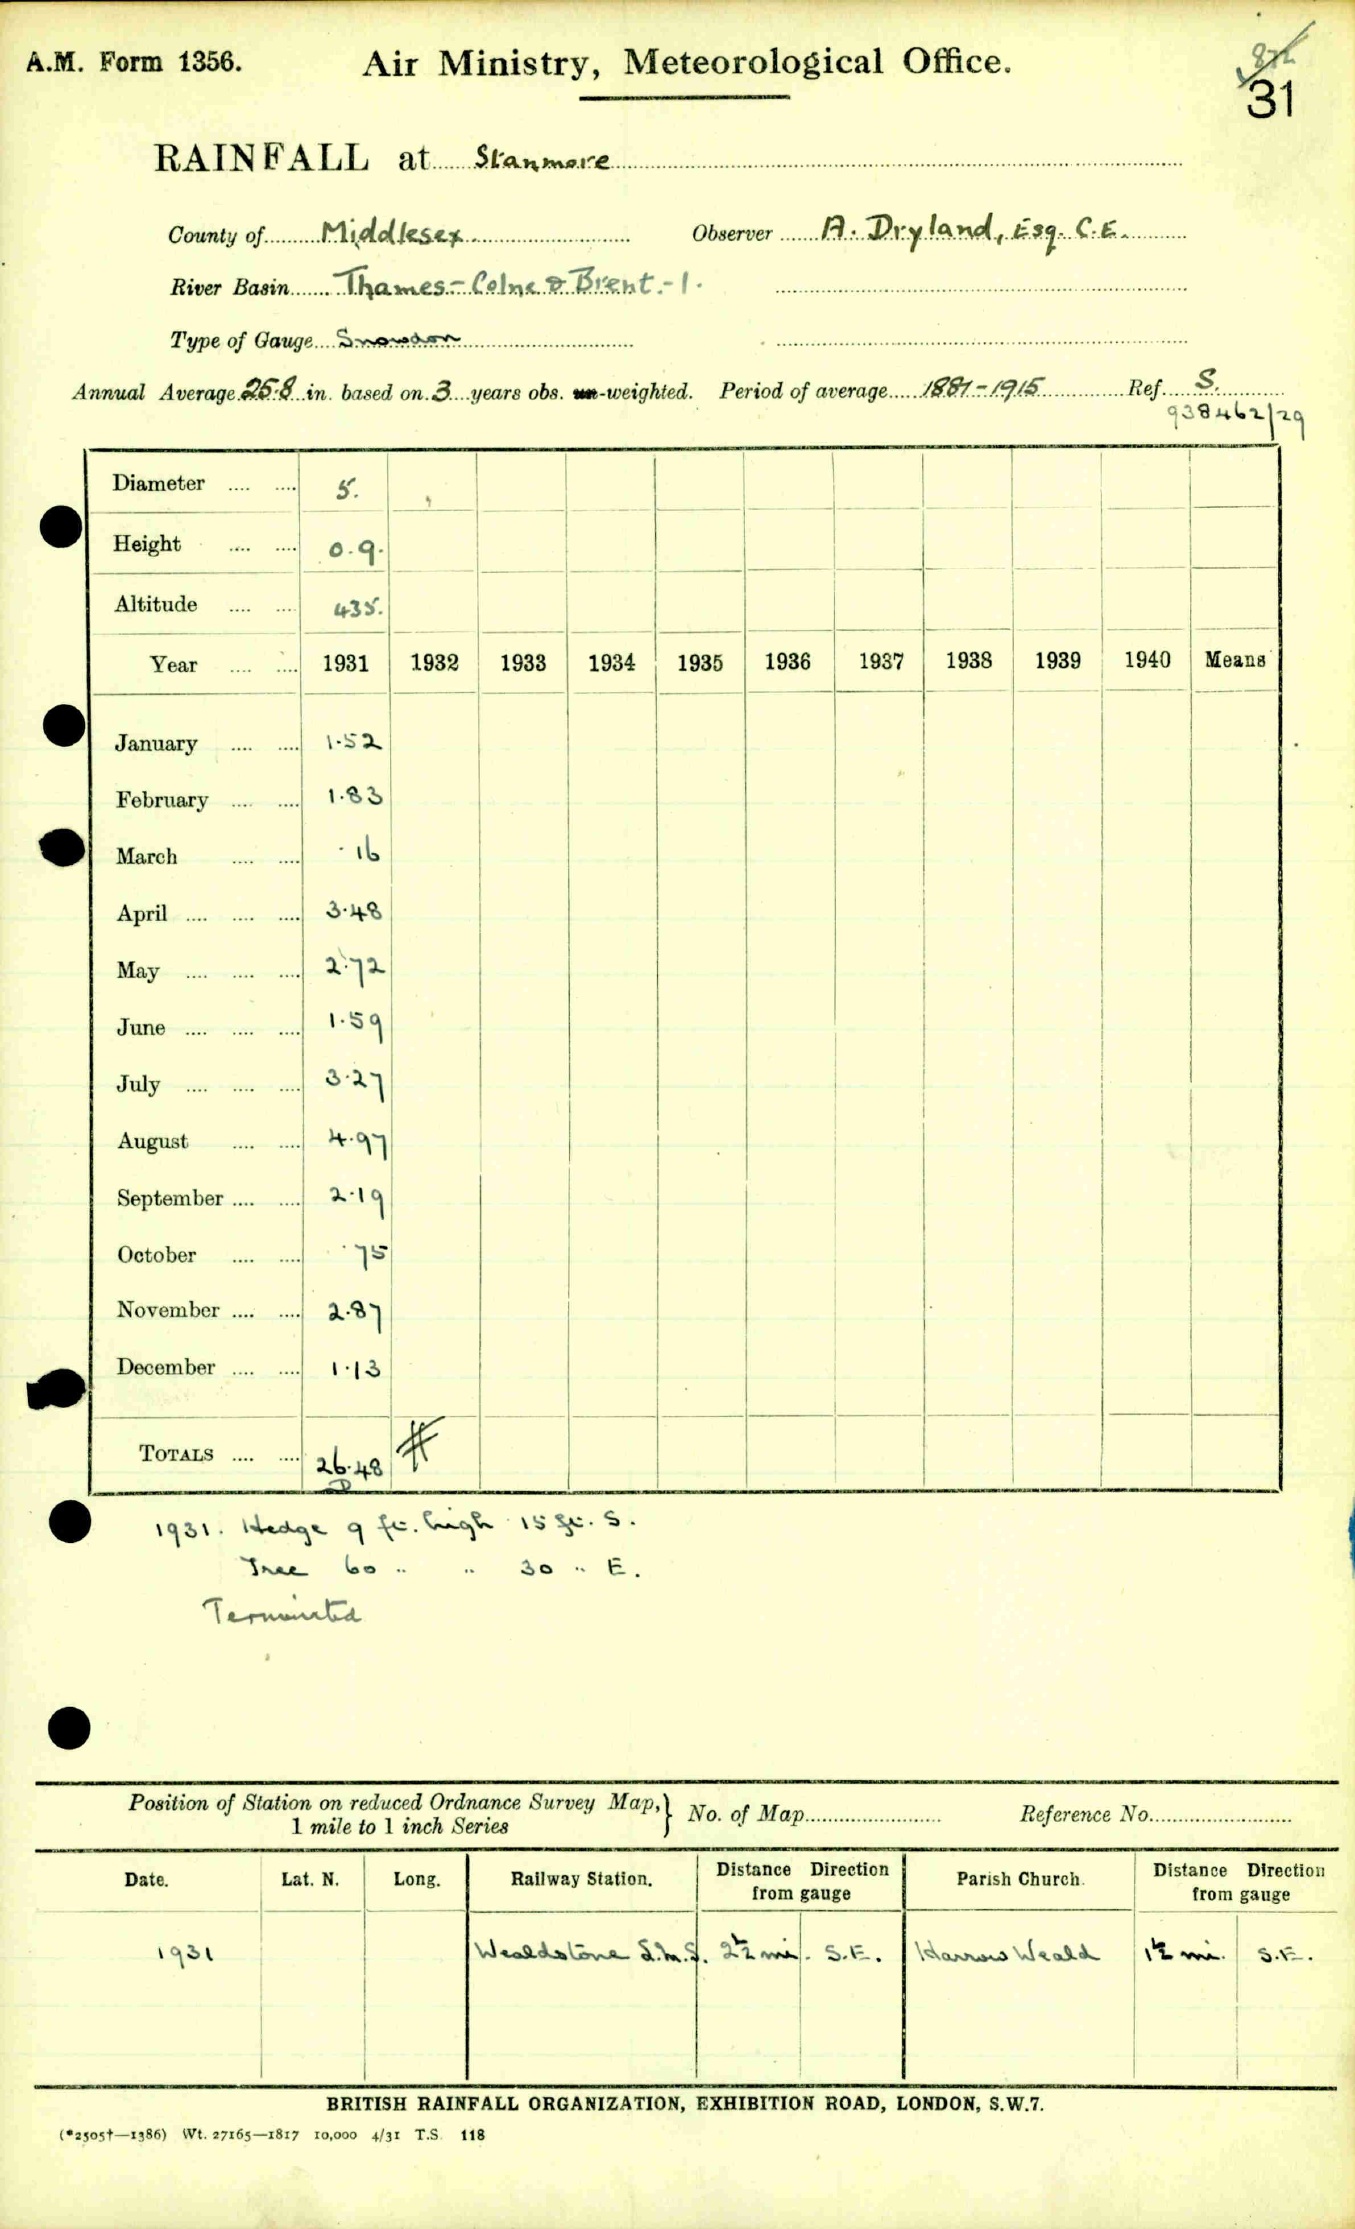 A.M. Form 1356. Air Ministry, Meteorological Office.
31
RAINFALL at Stanmore
County of Middlesex. Observer A. Dryland, Esq. C.E.
River Basin Thames - Colne & Brent. - 1.
Type of Gauge Snowdon
Annual Average 25.8 in. based on 3 years obs. un-weighted. Period of average 1881-1915 Ref. S.
938462/29
Diameter .... .... 5.
Height .... .... 0.9.
Altitude .... .... 435.
Year .... .... 1931 1932 1933 1934 1935 1936 1937 1938 1939 1940 Means
January .... .... 1.52
February .... .... 1.83
March .... .... .16
April .... .... .... 3.48
May .... .... .... 2.72
June .... .... .... 1.59
July .... .... .... 3.27
August .... .... 4.97
September .... .... 2.19
October .... .... .75
November .... .... 2.87
December .... .... 1.13
TOTALS .... .... 26.48 #
1931. Hedge 9 ft. high 15 ft. S.
Tree 60 " " 30 " E.
Terminted
Position of Station on reduced Ordnance Survey Map, } No. of Map Reference No.
1 mile to 1 inch Series
Date. Lat. N. Long. Railway Station. Distance Direction from gauge Parish Church. Distance Direction from gauge
1931 Wealdstone L.M.S. 2½ mi. S.E. Harrow Weald 1½ mi. S.E.
BRITISH RAINFALL ORGANIZATION, EXHIBITION ROAD, LONDON, S.W.7.
(*2505†—1386) Wt. 27165—1817 10,000 4/31 T.S. 118